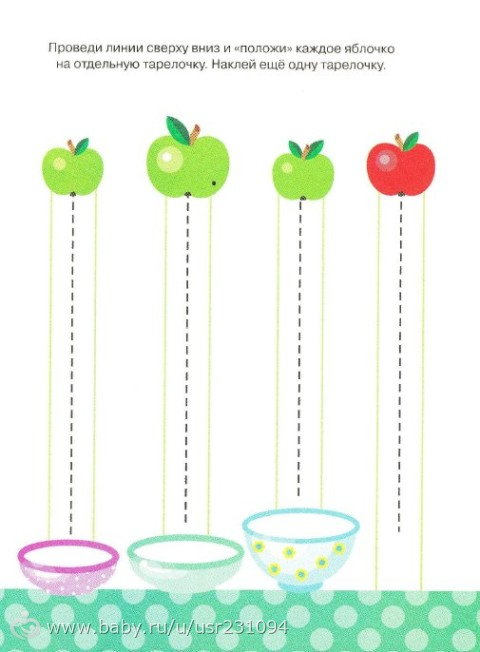 Проведи линии сверху вниз и «положи» каждое яблочко
на отдельную тарелочку. Наклей ещё одну тарелочку.
www.baby.ru/u/usr231094